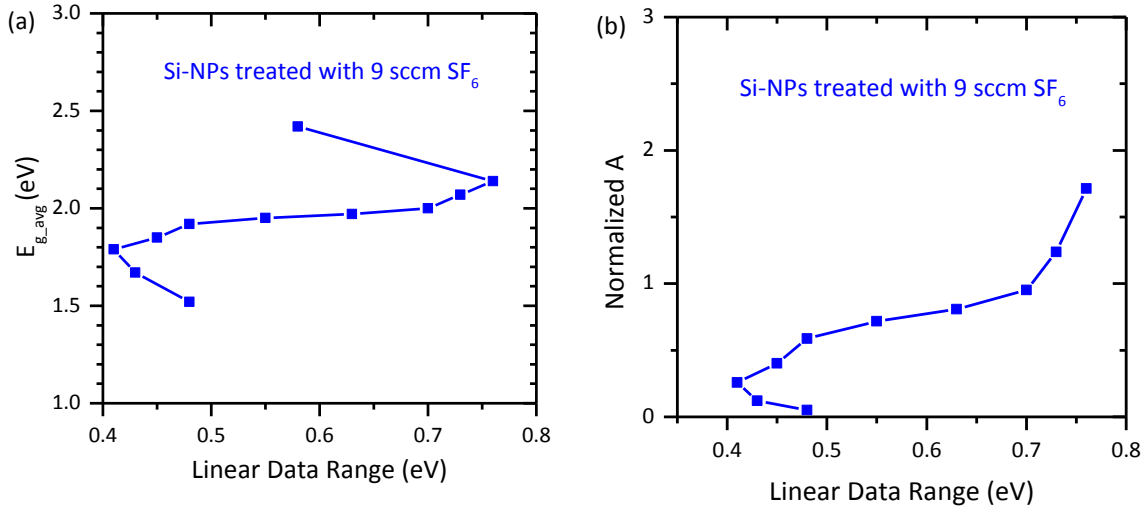 (a)
3.0
2.5
2.0
1.5
1.0
E_g_avg (eV)
Si-NPs treated with 9 sccm SF6
0.4 0.5 0.6 0.7 0.8
Linear Data Range (eV)
(b)
3
2
1
0
Normalized A
Si-NPs treated with 9 sccm SF6
0.4 0.5 0.6 0.7 0.8
Linear Data Range (eV)